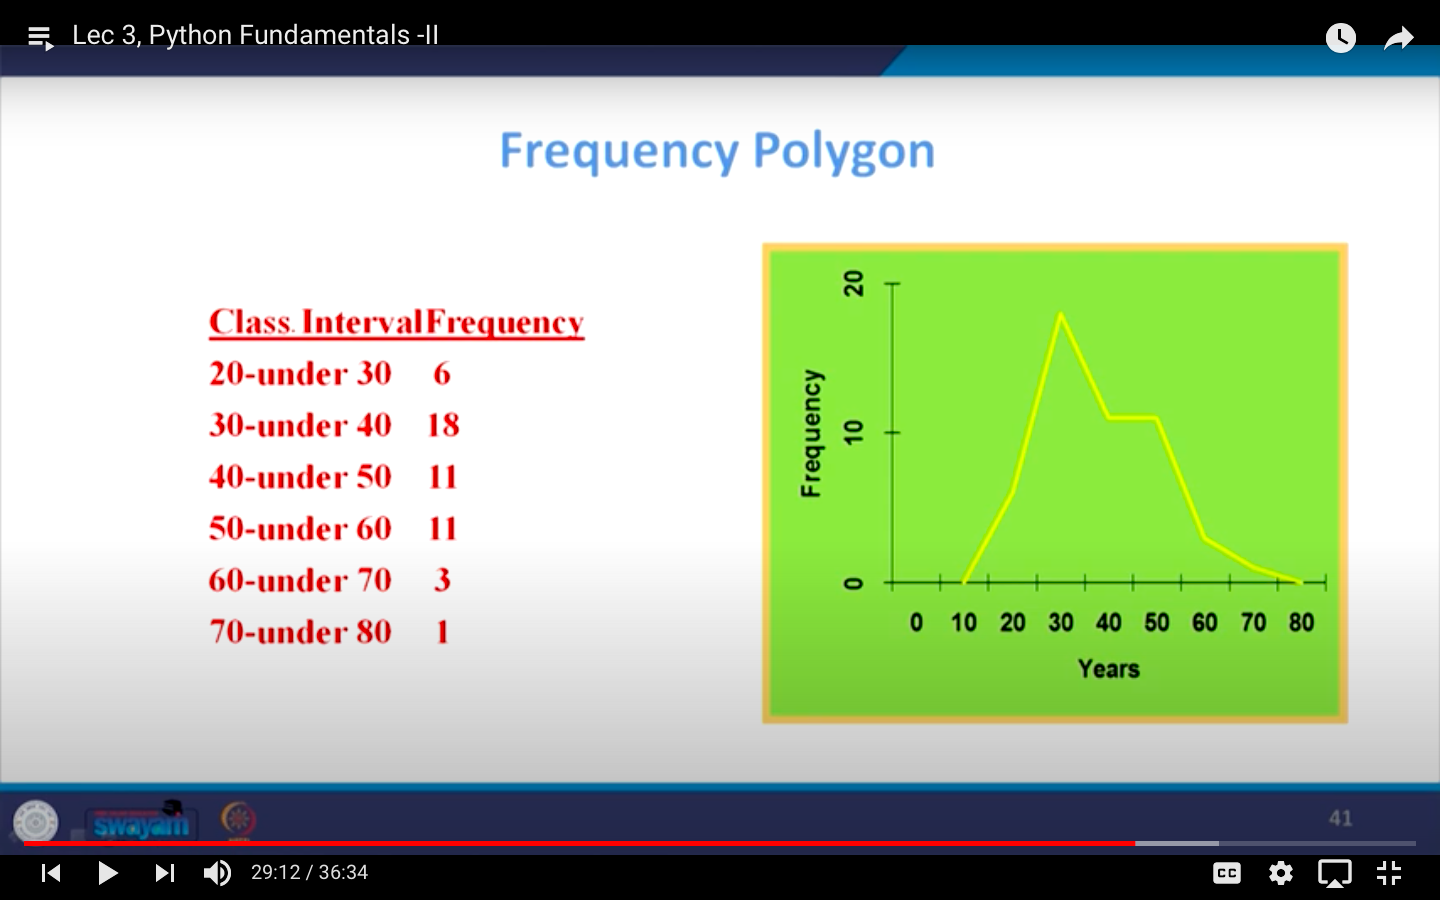 Lec 3, Python Fundamentals -II
Frequency Polygon
Class Interval Frequency
20-under 30 6
30-under 40 18
40-under 50 11
50-under 60 11
60-under 70 3
70-under 80 1
20
10
0
Frequency
0 10 20 30 40 50 60 70 80
Years
swayam
41
29:12 / 36:34
CC